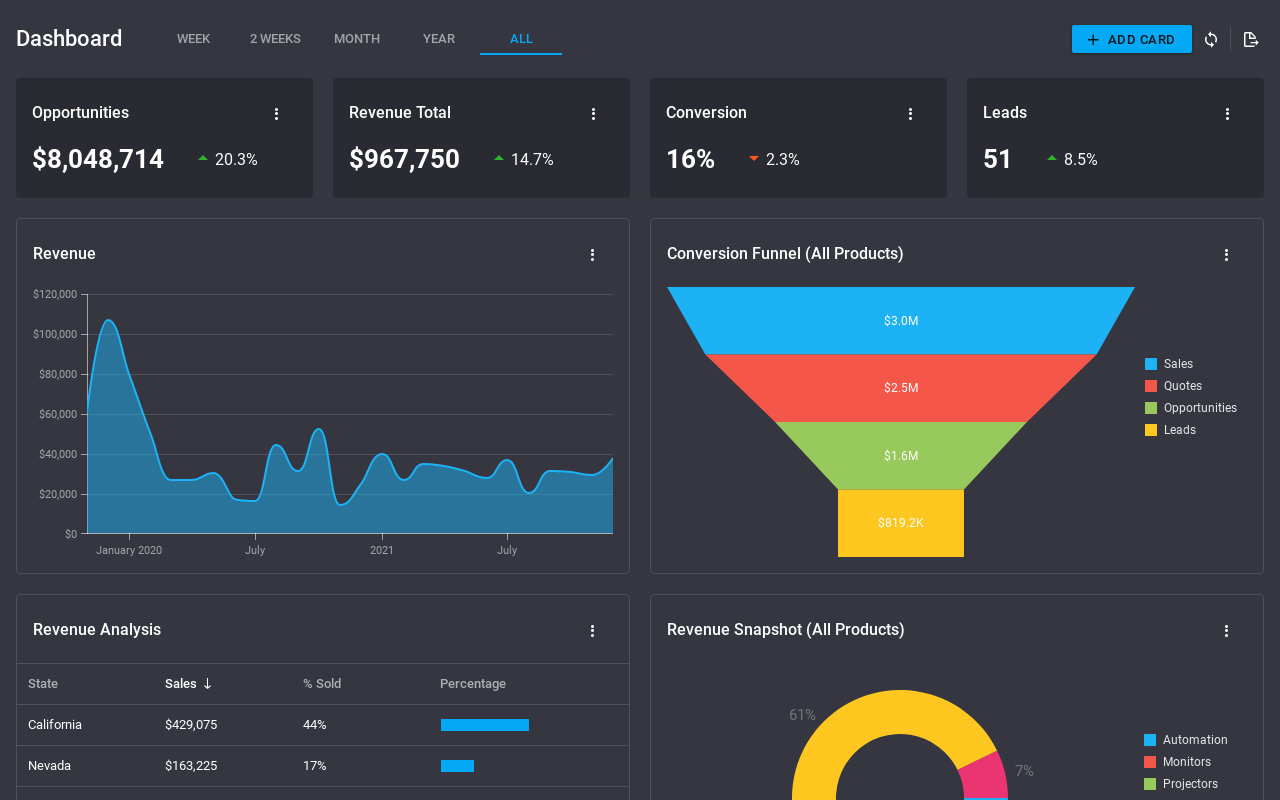 Dashboard
WEEK
2 WEEKS
MONTH
YEAR
ALL
ADD CARD
Opportunities
$8,048,714
20.3%
Revenue Total
$967,750
14.7%
Conversion
16%
2.3%
Leads
51
8.5%
Revenue
$120,000
$100,000
$80,000
$60,000
$40,000
$20,000
$0
January 2020
July
2021
July
Conversion Funnel (All Products)
$3.0M
$2.5M
$1.6M
$819.2K
Sales
Quotes
Opportunities
Leads
Revenue Analysis
State
Sales
% Sold
Percentage
California
$429,075
44%
Nevada
$163,225
17%
Revenue Snapshot (All Products)
61%
7%
Automation
Monitors
Projectors